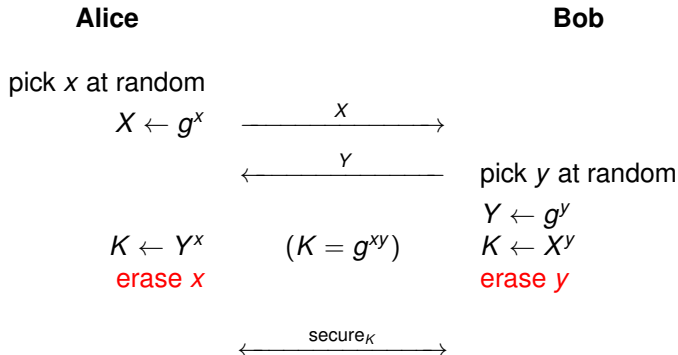 Alice Bob
pick x at random
X ← g^x X
Y pick y at random
Y ← g^y
K ← Y^x (K = g^{xy}) K ← X^y
erase x erase y
secure_K